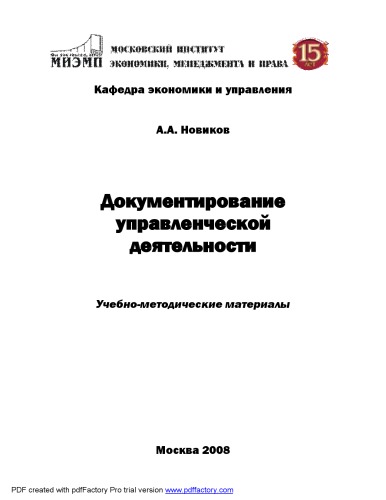 МИЭМП
МОСКОВСКИЙ ИНСТИТУТ
ЭКОНОМИКИ, МЕНЕДЖМЕНТА И ПРАВА
15
Кафедра экономики и управления
А.А. Новиков
Документирование
управленческой
деятельности
Учебно-методические материалы
Москва 2008
PDF created with pdfFactory Pro trial version www.pdffactory.com